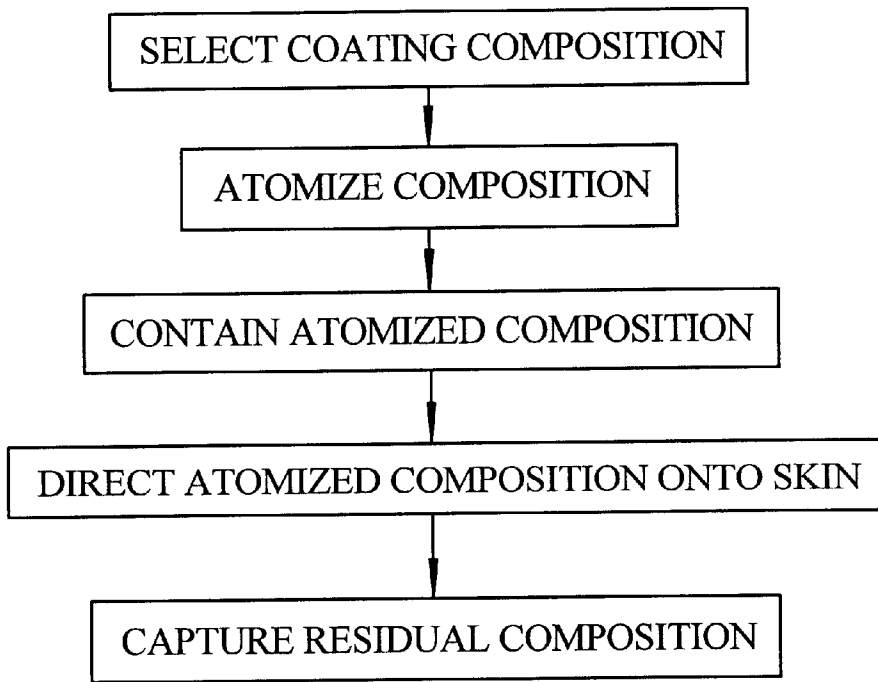 SELECT COATING COMPOSITION
ATOMIZE COMPOSITION
CONTAIN ATOMIZED COMPOSITION
DIRECT ATOMIZED COMPOSITION ONTO SKIN
CAPTURE RESIDUAL COMPOSITION